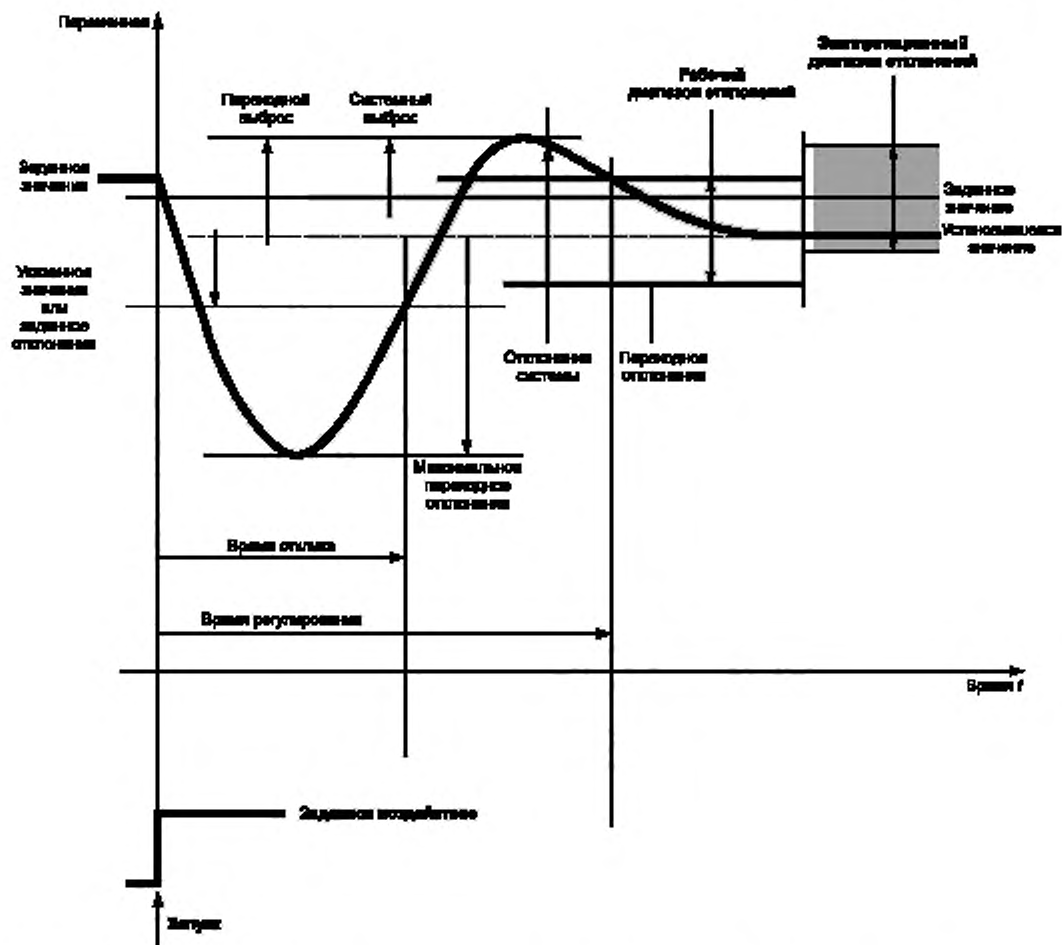 Переменная
Эксплуатационный
диапазон отклонений
Рабочий
диапазон отклонений
Переходной
выброс
Системный
выброс
Заданное
значение
Заданное
значение
Установившееся
значение
Указанное
значение
или
заданное
отклонение
Отклонение
системы
Переходное
отклонение
Максимальное
переходное
отклонение
Время отклика
Время регулирования
Время t
Заданное воздействие
Запуск